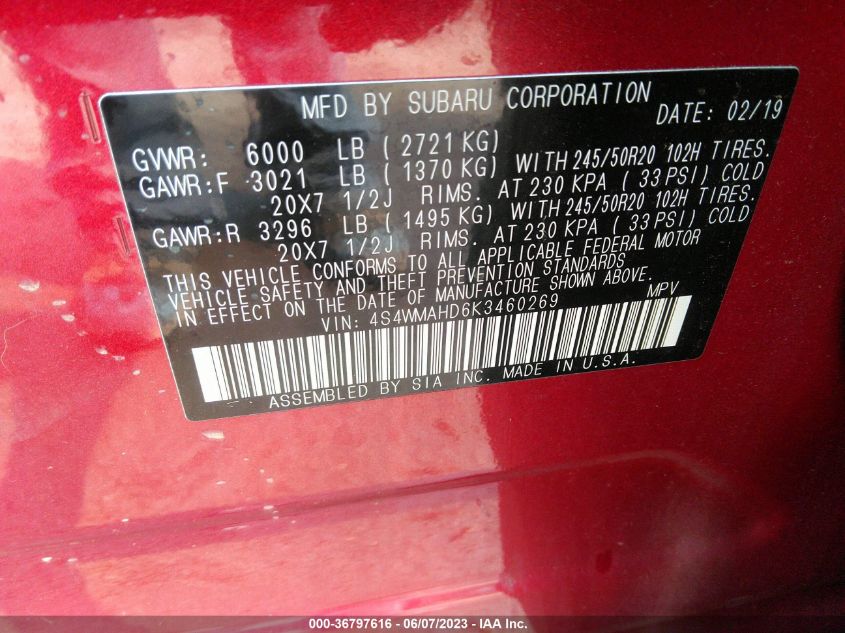 MFD BY SUBARU CORPORATION DATE: 02/19
GVWR: 6000 LB ( 2721 KG)
GAWR:F 3021 LB ( 1370 KG) WITH 245/50R20 102H TIRES.
20X7 1/2J RIMS. AT 230 KPA ( 33 PSI) COLD
GAWR:R 3296 LB ( 1495 KG) WITH 245/50R20 102H TIRES.
20X7 1/2J RIMS. AT 230 KPA ( 33 PSI) COLD
THIS VEHICLE CONFORMS TO ALL APPLICABLE FEDERAL MOTOR
VEHICLE SAFETY AND THEFT PREVENTION STANDARDS
IN EFFECT ON THE DATE OF MANUFACTURE SHOWN ABOVE.
VIN: 4S4WMAHD6K3460269 MPV
ASSEMBLED BY SIA INC. MADE IN U.S.A.
000-36797616 - 06/07/2023 - IAA Inc.